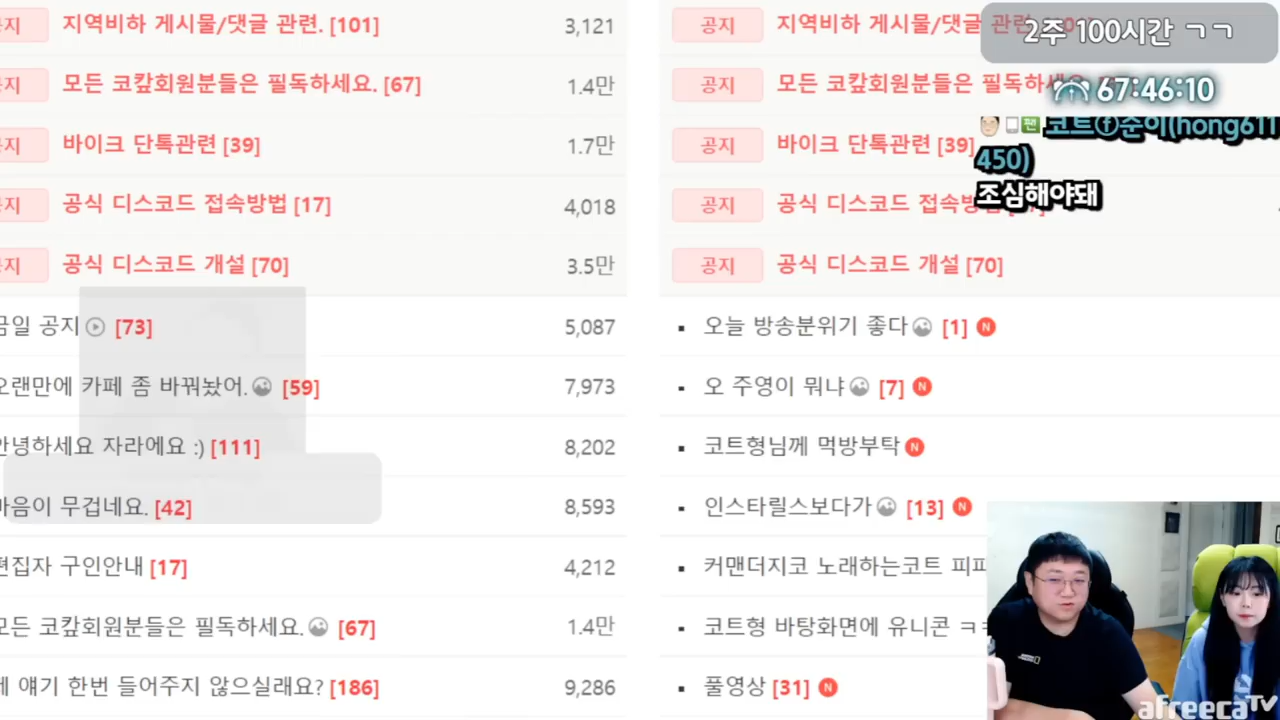 지 지역비하 게시물/댓글 관련. [101] 3,121
지 모든 코캎회원분들은 필독하세요. [67] 1.4만
지 바이크 단톡관련 [39] 1.7만
지 공식 디스코드 접속방법 [17] 4,018
지 공식 디스코드 개설 [70] 3.5만
금일 공지 [73] 5,087
오랜만에 카페 좀 바꿔놨어. [59] 7,973
안녕하세요 자라에요 :) [111] 8,202
마음이 무겁네요. [42] 8,593
편집자 구인안내 [17] 4,212
모든 코캎회원분들은 필독하세요. [67] 1.4만
얘기 한번 들어주지 않으실래요? [186] 9,286
공지 지역비하 게시물/댓글 관련
공지 모든 코캎회원분들은 필독하세요.
공지 바이크 단톡관련 [39]
공지 공식 디스코드 접속방법
공지 공식 디스코드 개설 [70]
오늘 방송분위기 좋다 [1] N
오 주영이 뭐냐 [7] N
코트형님께 먹방부탁 N
인스타릴스보다가 [13] N
커맨더지코 노래하는코트 피피
코트형 바탕화면에 유니콘 ㅋㅋ
풀영상 [31] N
2주 100시간 ㄱㄱ
67:46:10
팬 코트ⓕ순이(hong611
450)
조심해야돼
afreecaTV